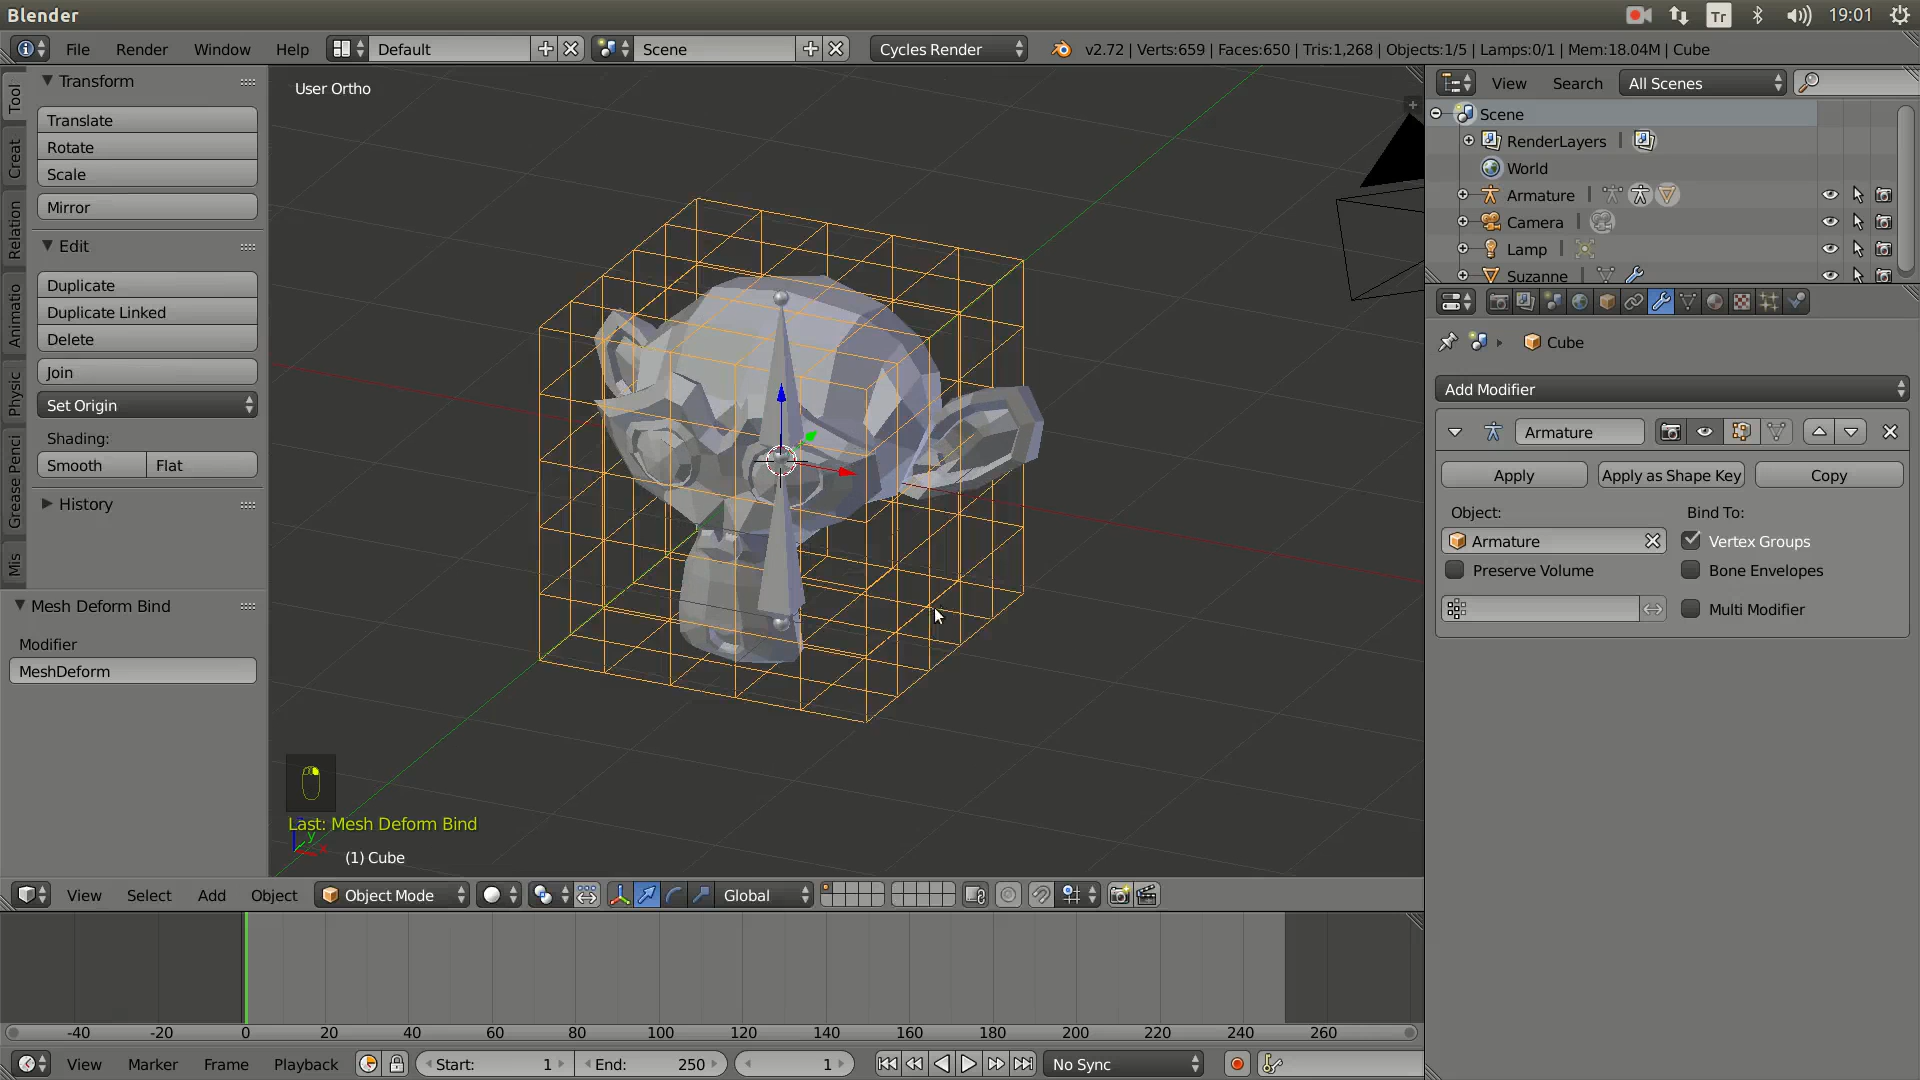 Blender
Tr
19:01
File
Render
Window
Help
Default
Scene
Cycles Render
v2.72 | Verts:659 | Faces:650 | Tris:1,268 | Objects:1/5 | Lamps:0/1 | Mem:18.04M | Cube
Tool
Creat
Relation
Animatio
Physic
Grease Penci
Mis
Transform
Translate
Rotate
Scale
Mirror
Edit
Duplicate
Duplicate Linked
Delete
Join
Set Origin
Shading:
Smooth
Flat
History
Mesh Deform Bind
Modifier
MeshDeform
User Ortho
Last: Mesh Deform Bind
y
x
(1) Cube
View
Search
All Scenes
Scene
RenderLayers
World
Armature
Camera
Lamp
Suzanne
Cube
Add Modifier
Armature
Apply
Apply as Shape Key
Copy
Object:
Bind To:
Armature
Vertex Groups
Preserve Volume
Bone Envelopes
Multi Modifier
View
Select
Add
Object
Object Mode
Global
-40
-20
0
20
40
60
80
100
120
140
160
180
200
220
240
260
View
Marker
Frame
Playback
Start:
1
End:
250
1
No Sync